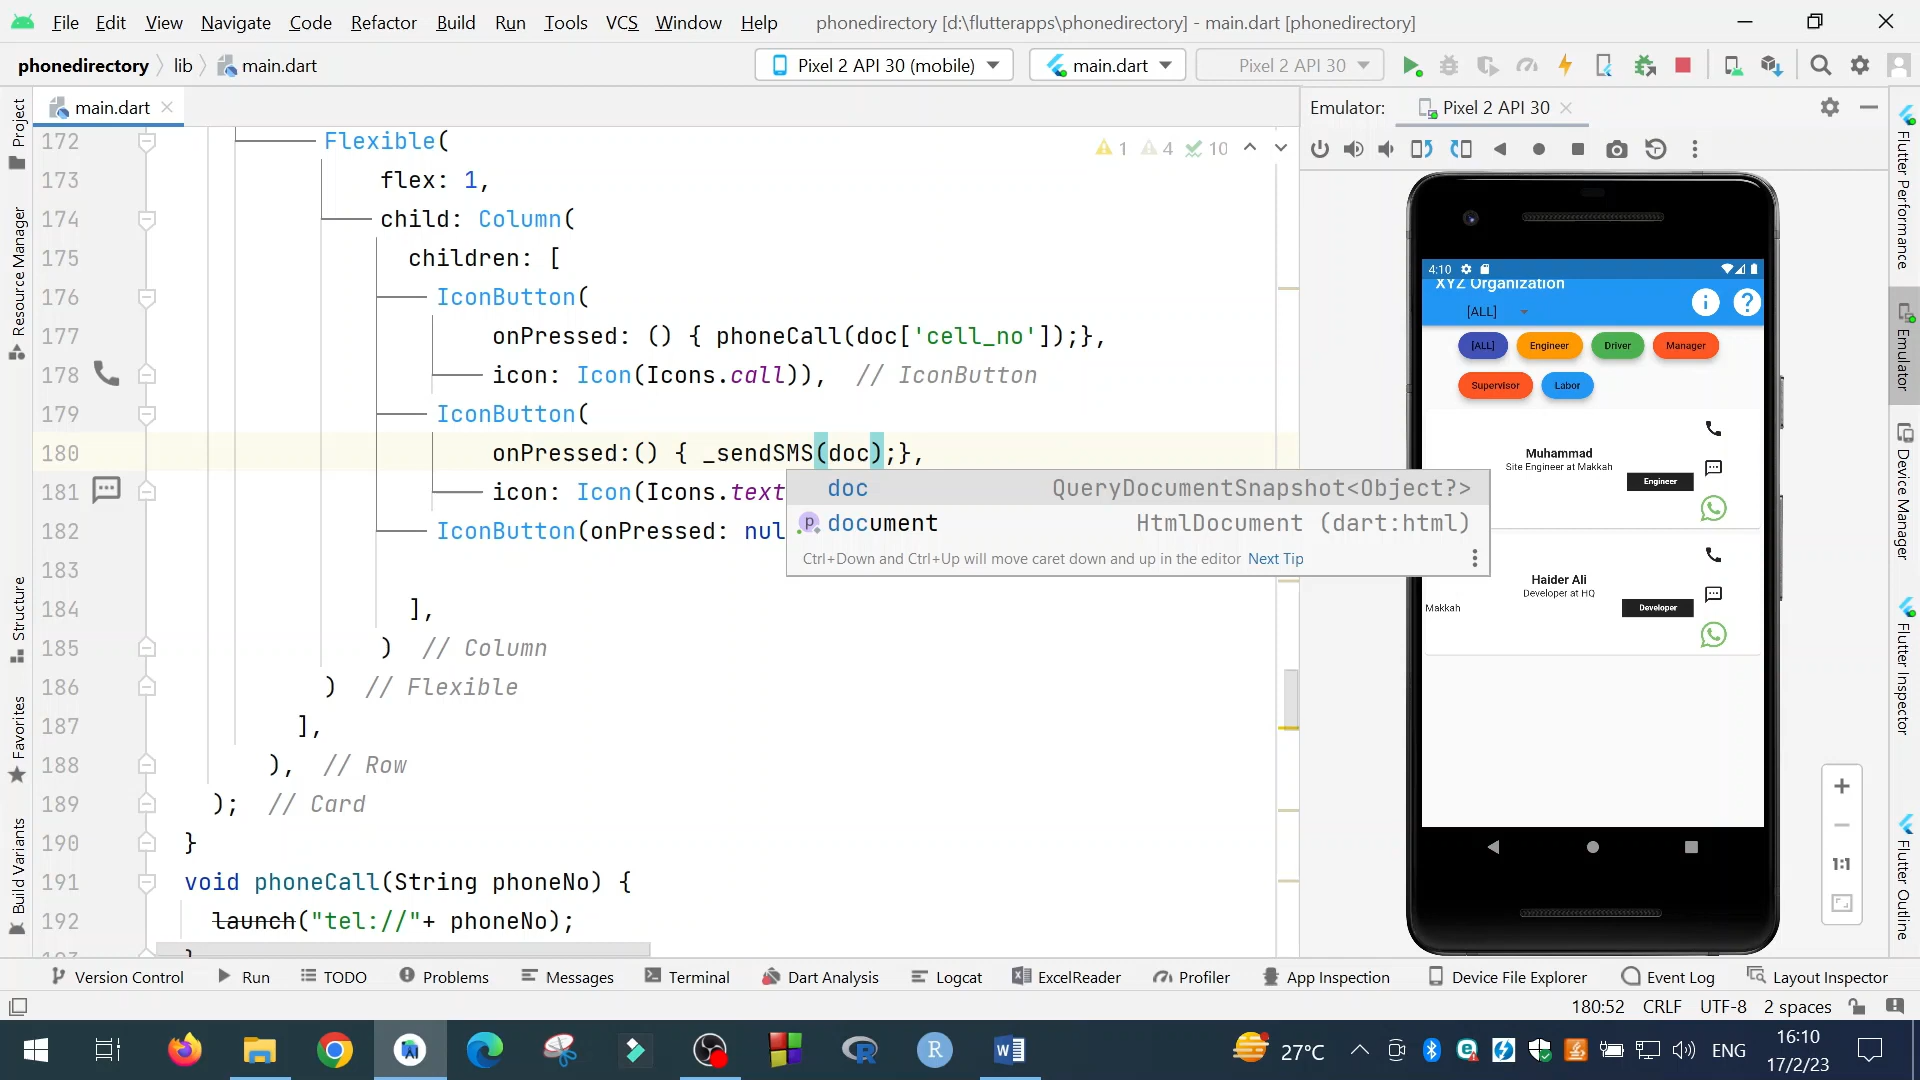 File Edit View Navigate Code Refactor Build Run Tools VCS Window Help phonedirectory [d:\flutterapps\phonedirectory] - main.dart [phonedirectory]
phonedirectory lib main.dart Pixel 2 API 30 (mobile) main.dart Pixel 2 API 30
main.dart Emulator: Pixel 2 API 30
172 Flexible( 1 4 10
173 flex: 1,
174 child: Column(
175 children: [
176 IconButton(
177 onPressed: () { phoneCall(doc['cell_no']);},
178 icon: Icon(Icons.call)), // IconButton
179 IconButton(
180 onPressed:() { _sendSMS(doc);},
181 icon: Icon(Icons.text
182 IconButton(onPressed: nul
183
184 ],
185 ) // Column
186 ) // Flexible
187 ],
188 ), // Row
189 ); // Card
190 }
191 void phoneCall(String phoneNo) {
192 launch("tel://"+ phoneNo);
doc QueryDocumentSnapshot<Object?>
p document HtmlDocument (dart:html)
Ctrl+Down and Ctrl+Up will move caret down and up in the editor Next Tip
4:10
XYZ Organization
[ALL]
[ALL] Engineer Driver Manager
Supervisor Labor
Muhammad
Site Engineer at Makkah
Engineer
Haider Ali
Developer at HQ
Makkah Developer
1:1
Project
Resource Manager
Structure
Favorites
Build Variants
Flutter Performance
Emulator
Device Manager
Flutter Inspector
Flutter Outline
Version Control Run TODO Problems Messages Terminal Dart Analysis Logcat ExcelReader Profiler App Inspection Device File Explorer Event Log Layout Inspector
180:52 CRLF UTF-8 2 spaces
27°C ENG 16:10
17/2/23